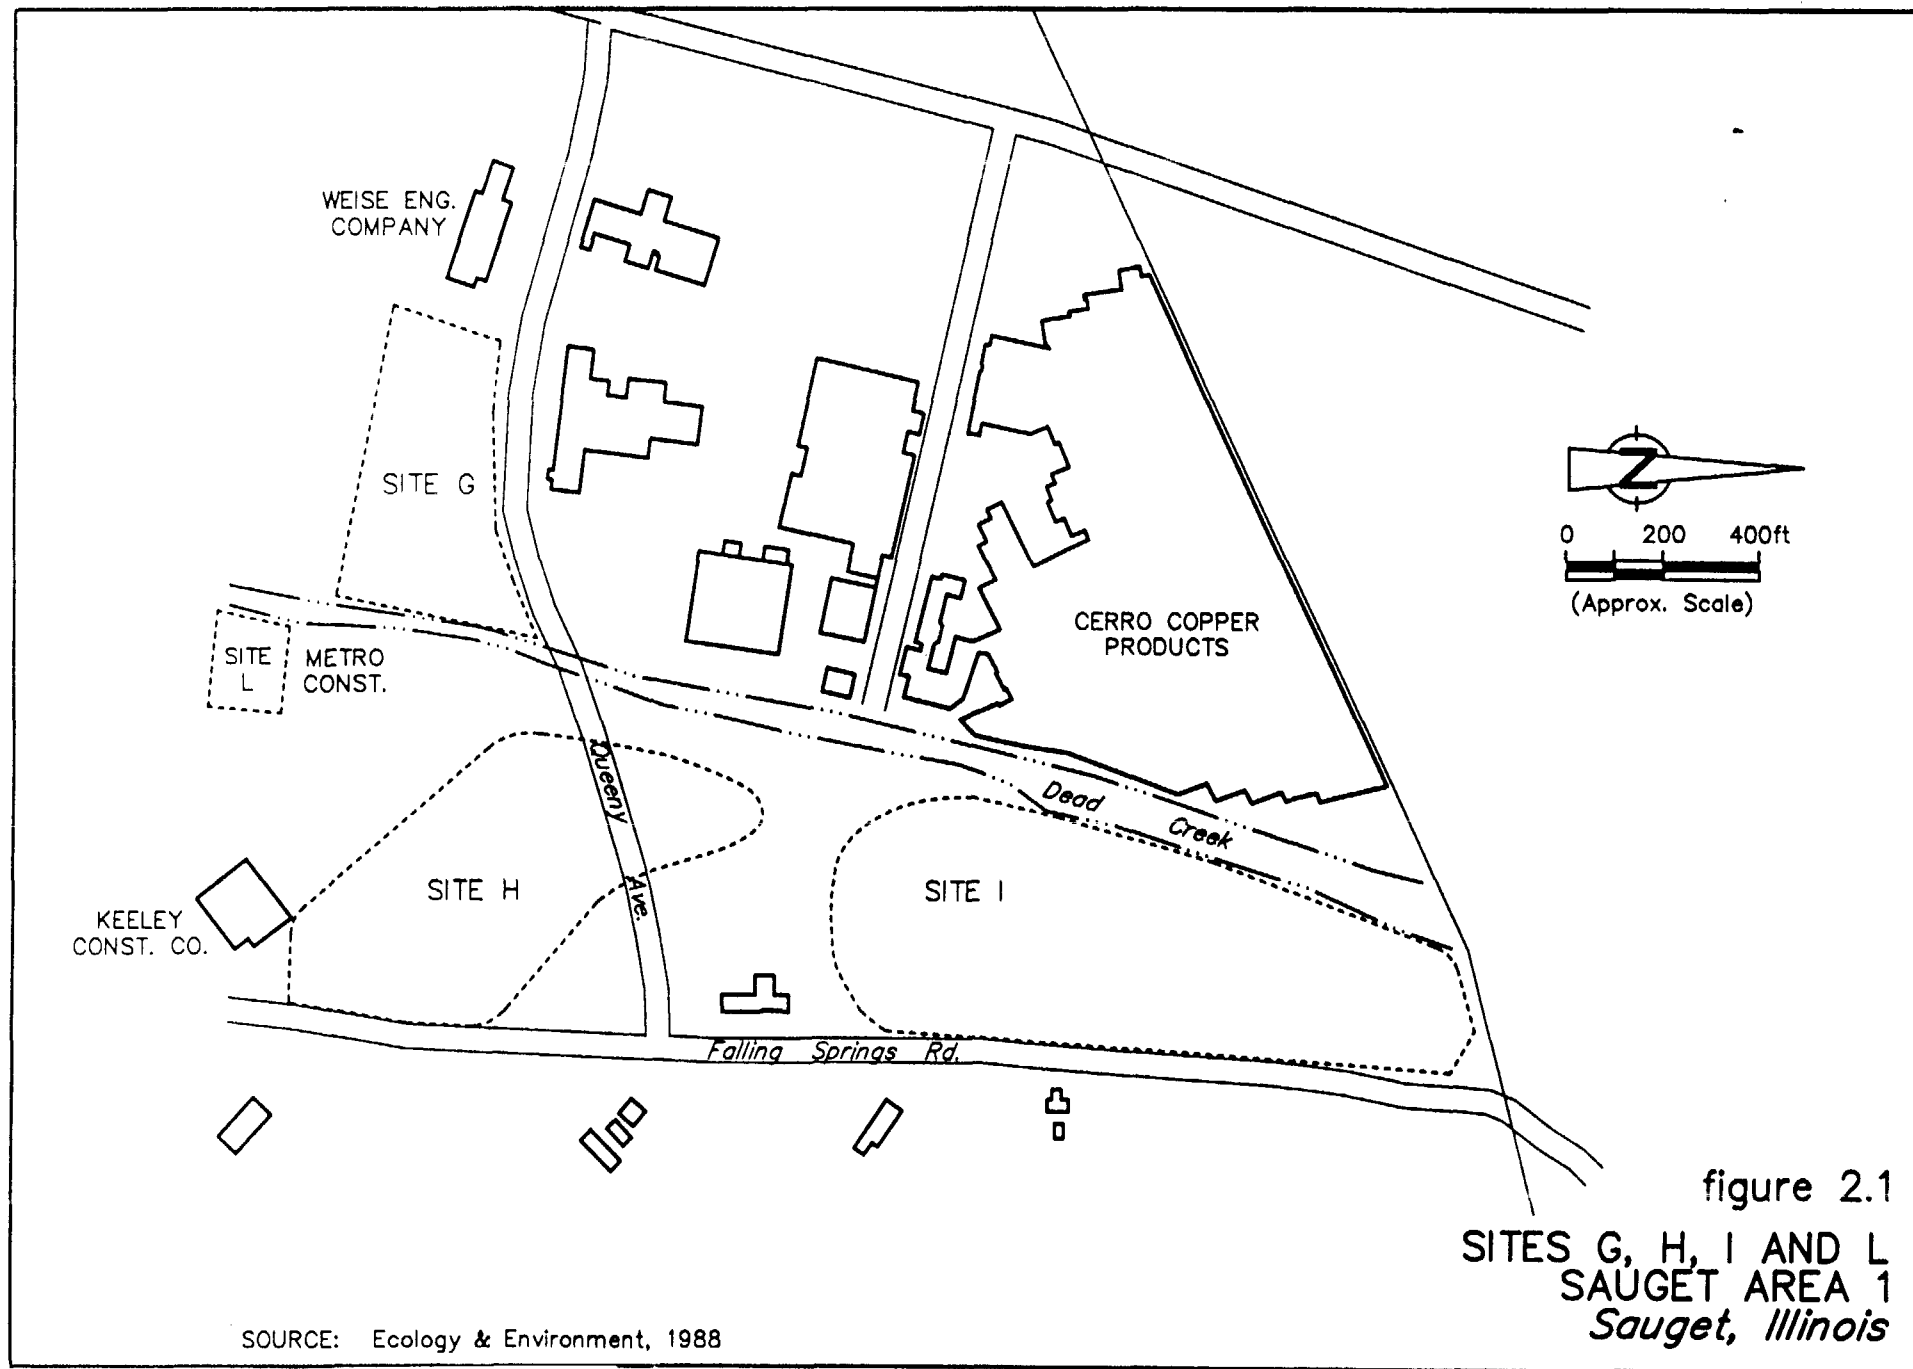 WEISE ENG.
COMPANY
SITE G
SITE
L
METRO
CONST.
Queeny
Ave.
SITE H
KEELEY
CONST. CO.
SITE I
Dead
Creek
CERRO COPPER
PRODUCTS
Falling Springs Rd.
N
0 200 400ft
(Approx. Scale)
figure 2.1
SITES G, H, I AND L
SAUGET AREA 1
Sauget, Illinois
SOURCE: Ecology & Environment, 1988